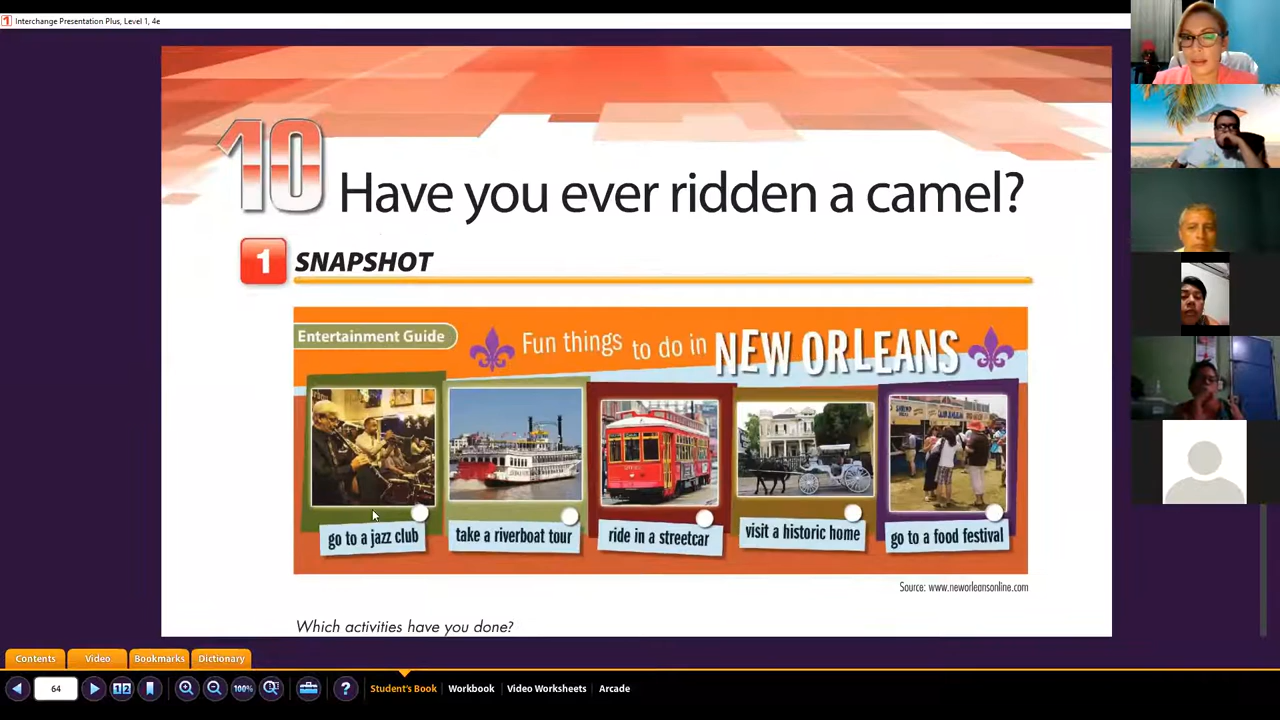 Interchange Presentation Plus, Level 1, 4e
10 Have you ever ridden a camel?
1 SNAPSHOT
Entertainment Guide
Fun things to do in NEW ORLEANS
go to a jazz club
take a riverboat tour
ride in a streetcar
visit a historic home
go to a food festival
Source: www.neworleansonline.com
Which activities have you done?
Contents Video Bookmarks Dictionary
64 1 2 100% ? Student's Book Workbook Video Worksheets Arcade